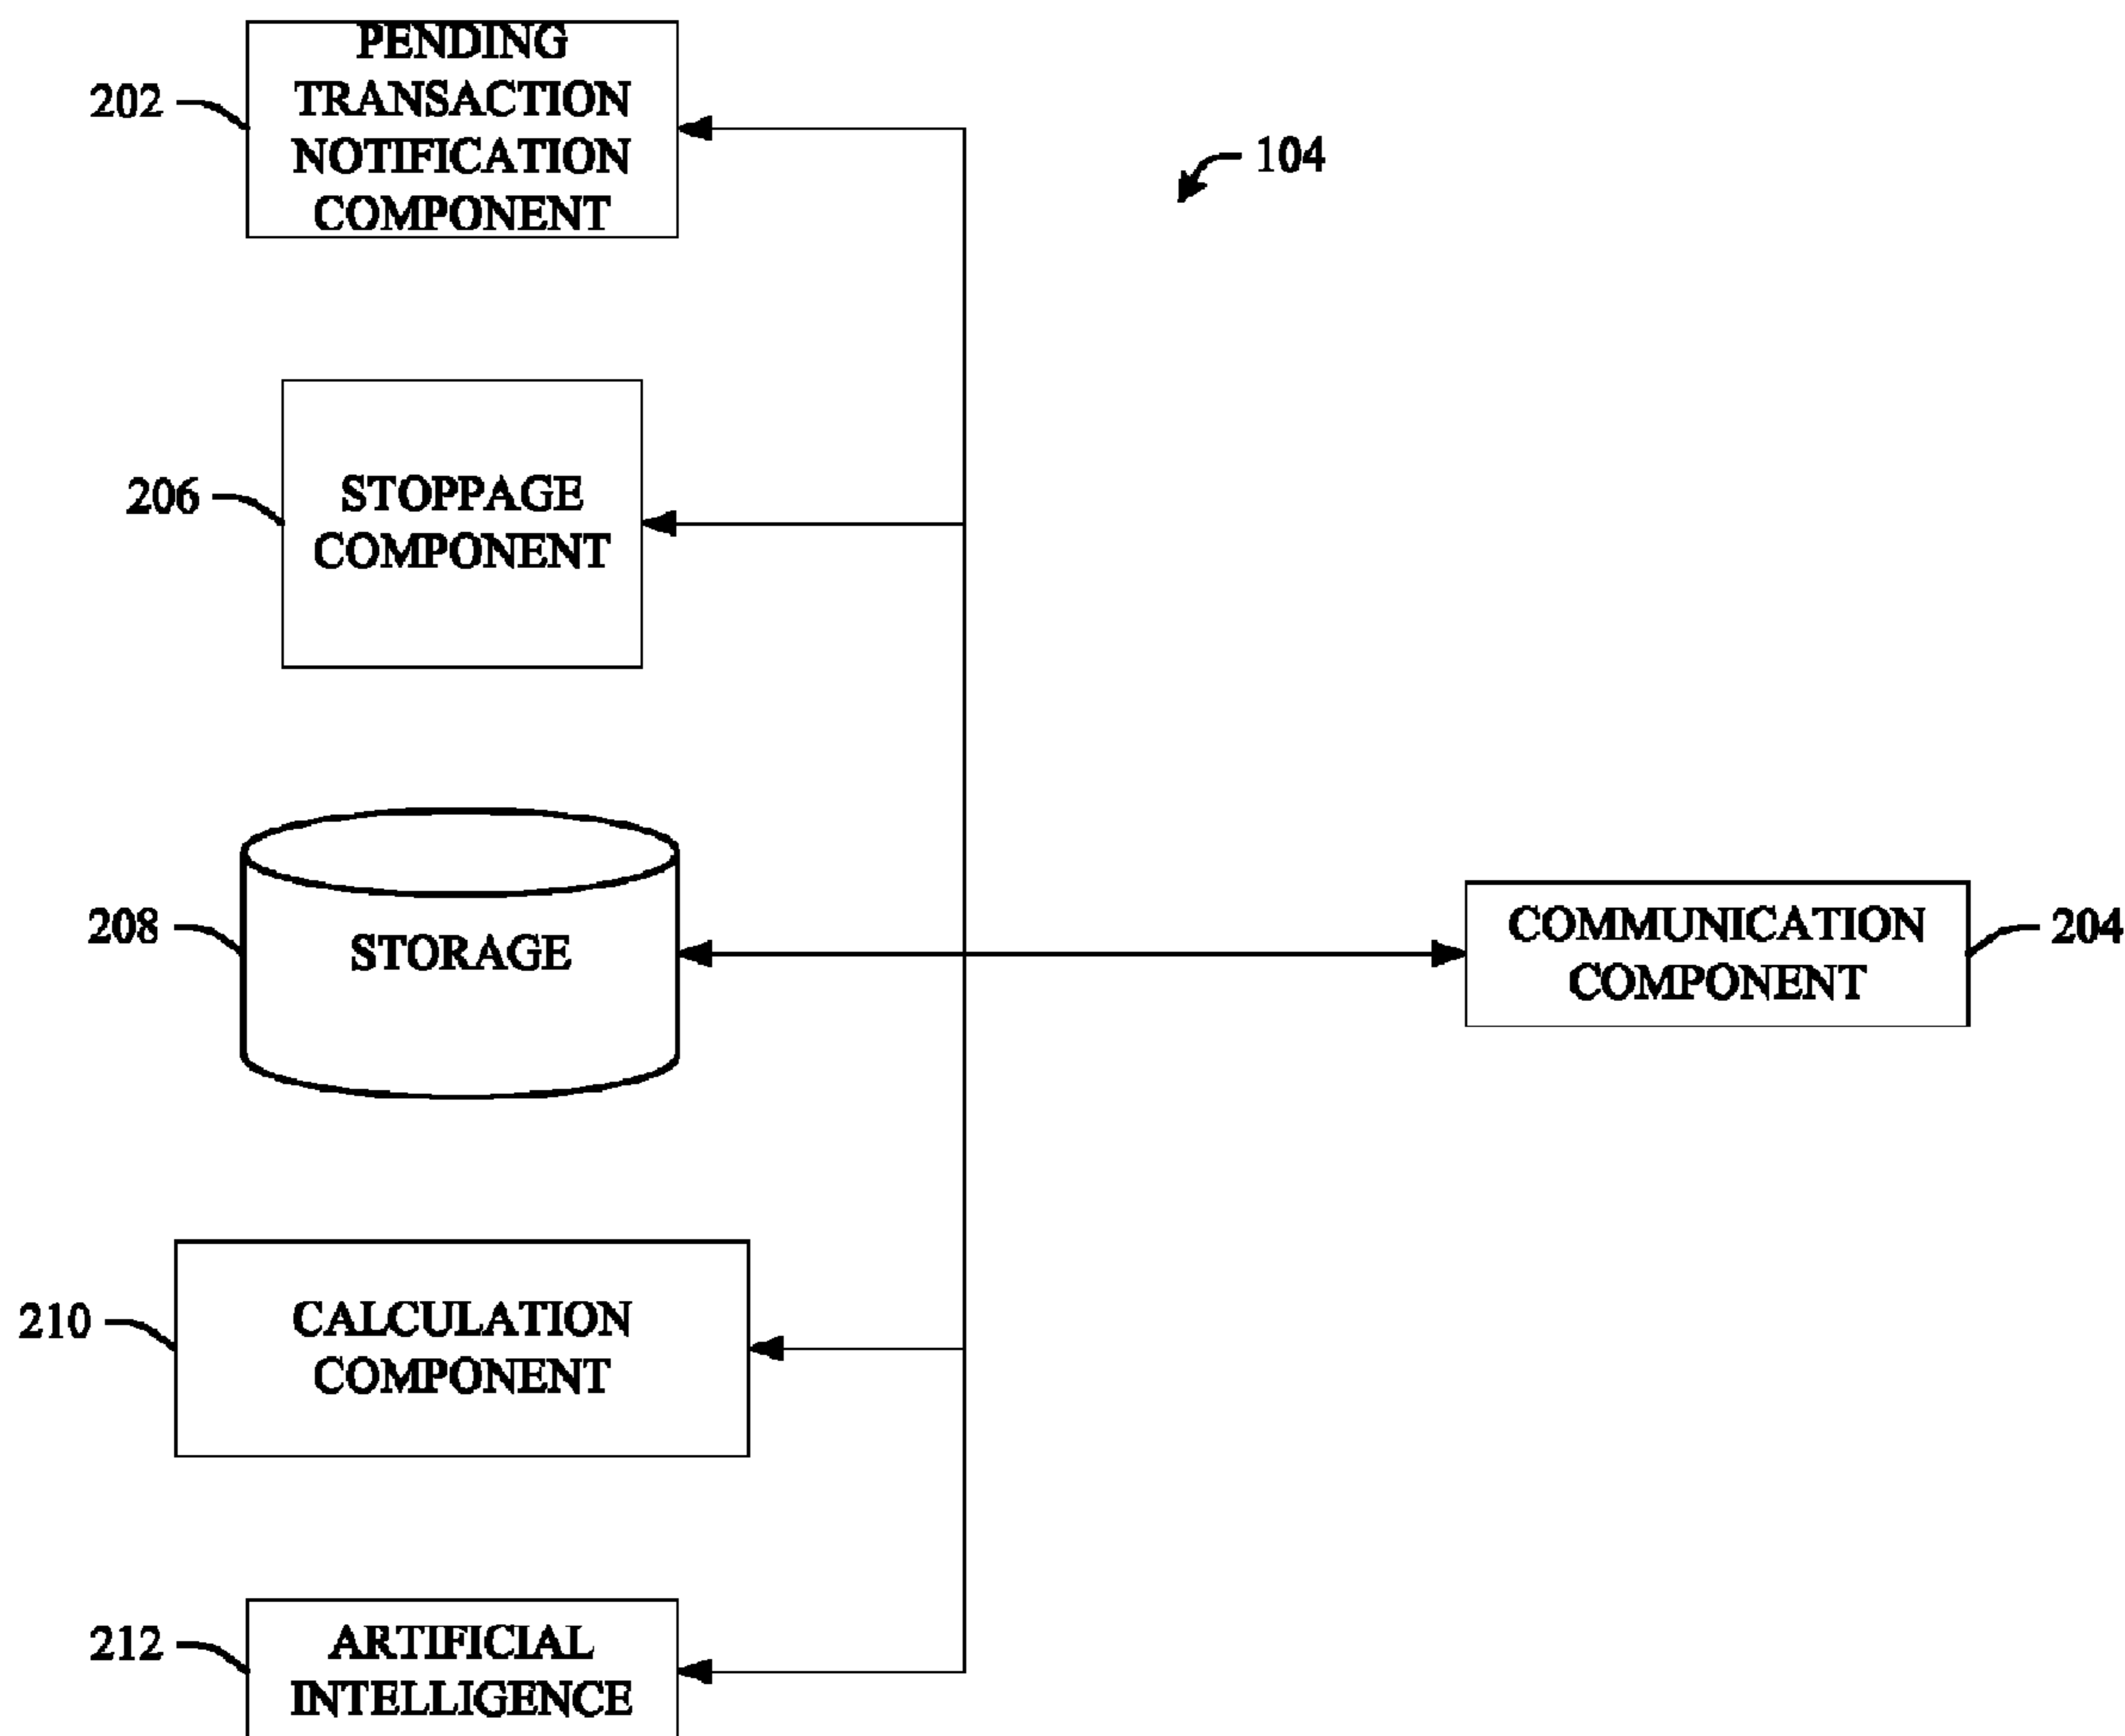 PENDING
TRANSACTION
NOTIFICATION
COMPONENT
202
104
STOPPAGE
COMPONENT
206
STORAGE
208
COMMUNICATION
COMPONENT
204
CALCULATION
COMPONENT
210
ARTIFICIAL
INTELLIGENCE
212